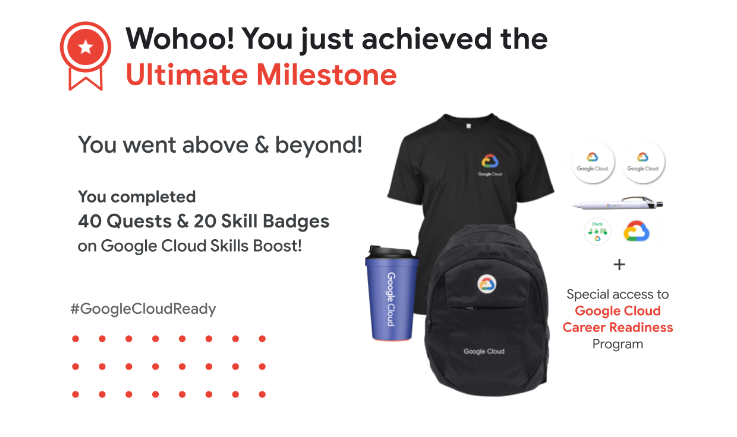 Wohoo! You just achieved the
Ultimate Milestone
You went above & beyond!
You completed
40 Quests & 20 Skill Badges
on Google Cloud Skills Boost!
#GoogleCloudReady
Google Cloud
Google Cloud
Google Cloud
Google Cloud
Google Cloud
+
Special access to
Google Cloud
Career Readiness
Program